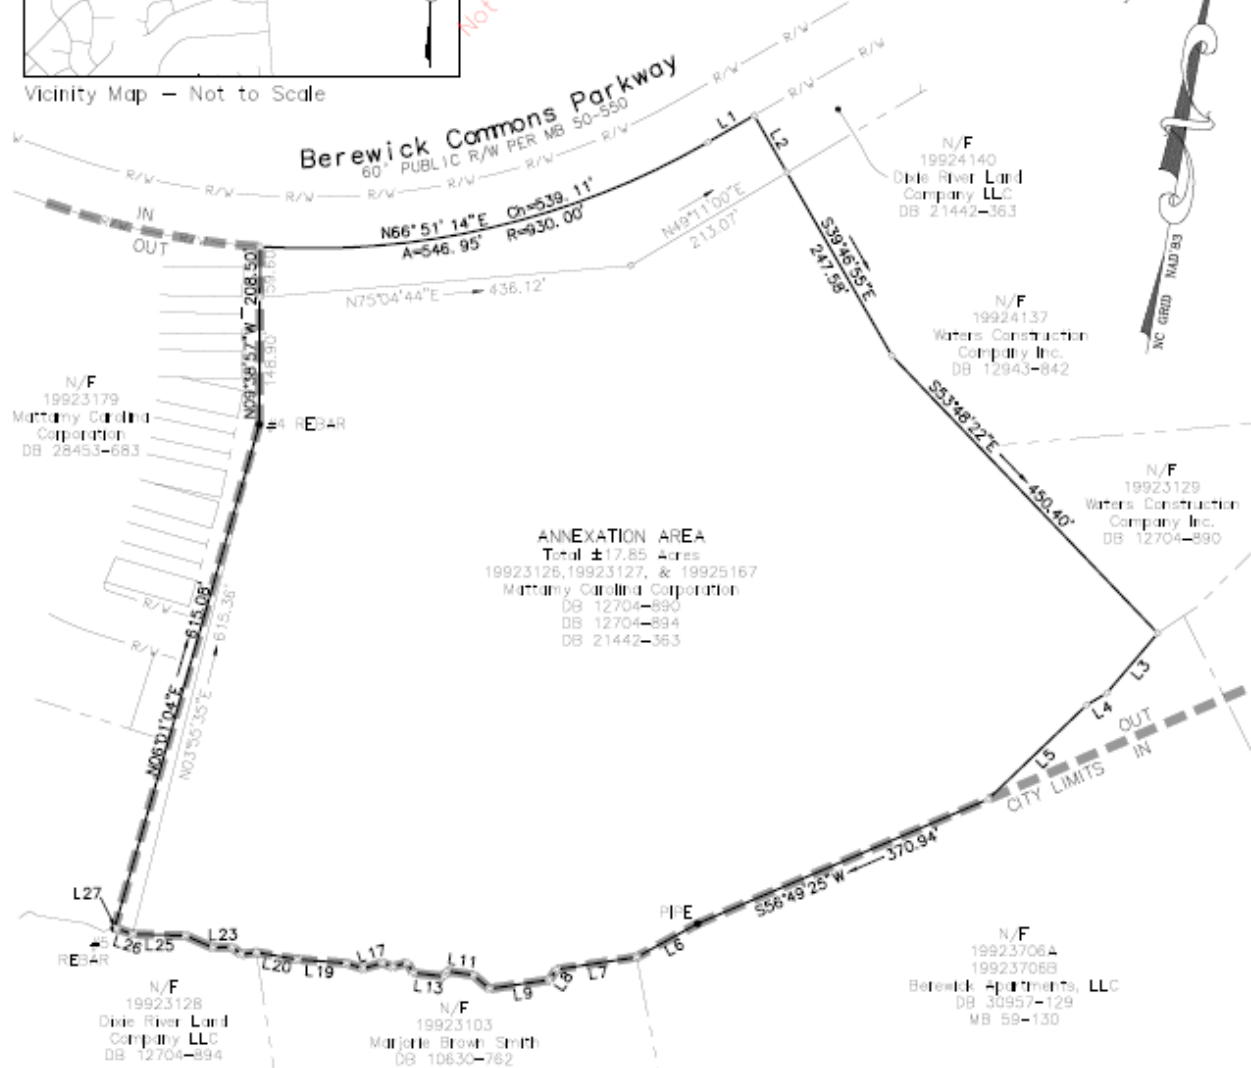 Not
Vicinity Map – Not to Scale
Berewick Commons Parkway
60' PUBLIC R/W PER MB 50-550
R/W
R/W
R/W
R/W
R/W
R/W
R/W
R/W
R/W
R/W
R/W
IN
OUT
N66°51'14"E Ch=539.11'
A=546.95' R=930.00'
L1
L2
N49°11'00"E
213.07'
N75°04'44"E 436.12'
N/F
19924140
Dixie River Land
Company LLC
DB 21442-363
NC GRID NAD'83
S39°46'55"E
247.58'
N/F
19924137
Waters Construction
Company Inc.
DB 12943-842
N09°38'57"W 208.50'
59.60
148.90'
#4 REBAR
N/F
19923179
Mattamy Carolina
Corporation
DB 28453-683
S53°48'22"E 450.40'
N/F
19923129
Waters Construction
Company Inc.
DB 12704-890
ANNEXATION AREA
Total ±17.85 Acres
19923126,19923127, & 19925167
Mattamy Carolina Corporation
DB 12704-890
DB 12704-894
DB 21442-363
R/W
R/W
N06°01'04"E 615.08'
N03°55'35"E 615.36'
L3
L4
L5
OUT
CITY LIMITS IN
S56°49'25"W 370.94'
PIPE
L27
L26
L25
L23
L20
L19
L17
L13
L11
L9
L8
L7
L6
#5
REBAR
N/F
19923128
Dixie River Land
Company LLC
DB 12704-894
N/F
19923103
Marjorie Brown Smith
DB 10630-762
N/F
19923706A
19923706B
Berewick Apartments, LLC
DB 30957-129
MB 59-130